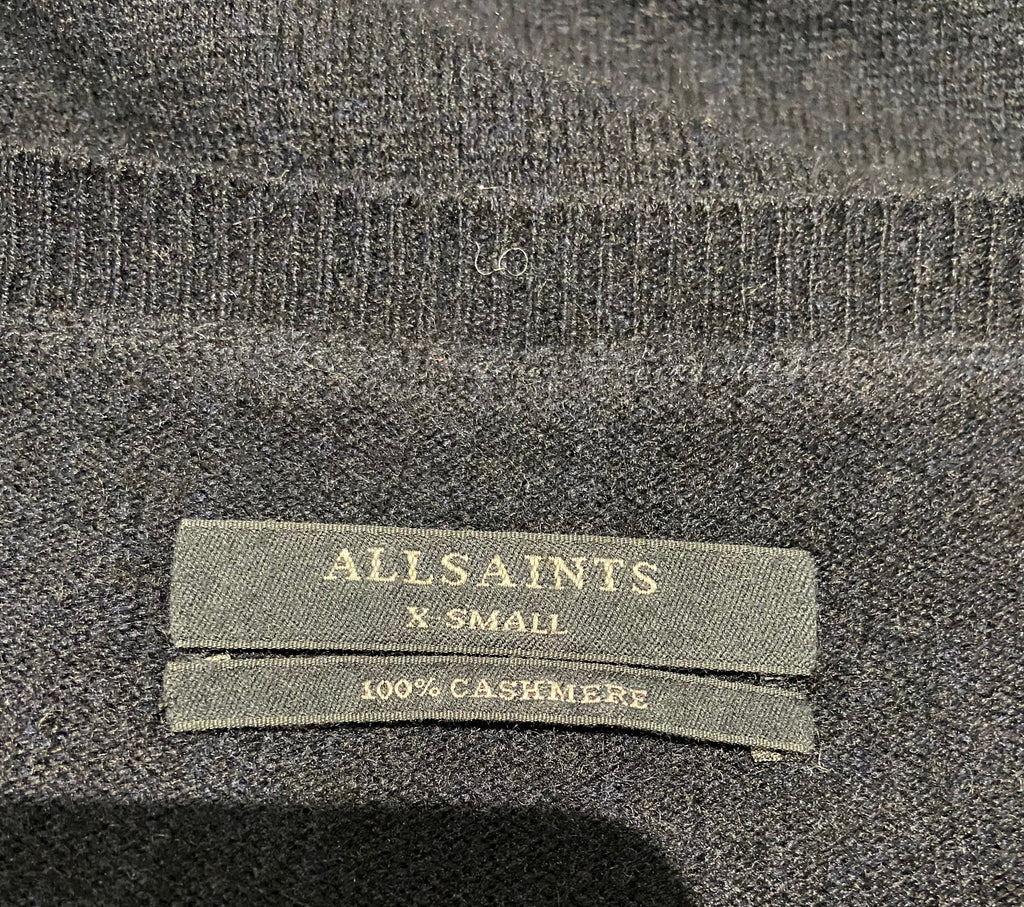 ALLSAINTS
X SMALL
100% CASHMERE